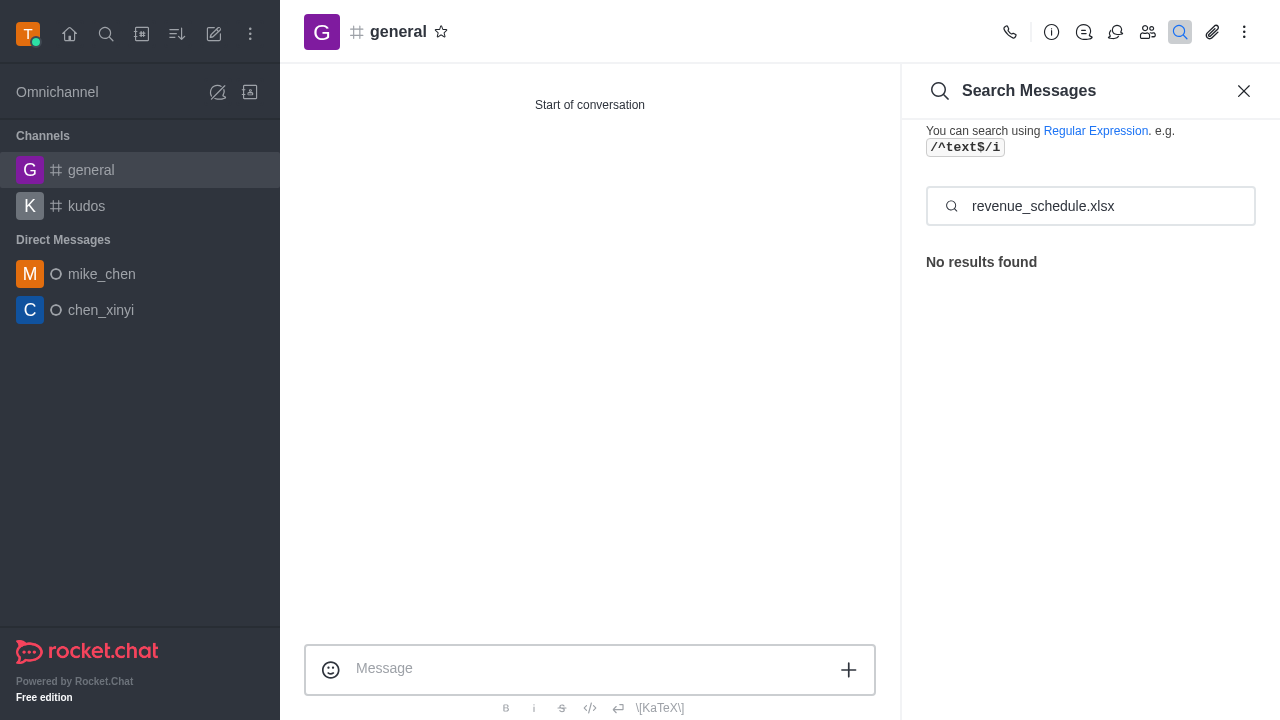 T
Omnichannel
Channels
G general
K kudos
Direct Messages
M mike_chen
C chen_xinyi
rocket.chat
Powered by Rocket.Chat
Free edition
G general
Start of conversation
Message
B i S </> \[KaTeX\]
Search Messages
You can search using Regular Expression. e.g.
/^text$/i
revenue_schedule.xlsx
No results found